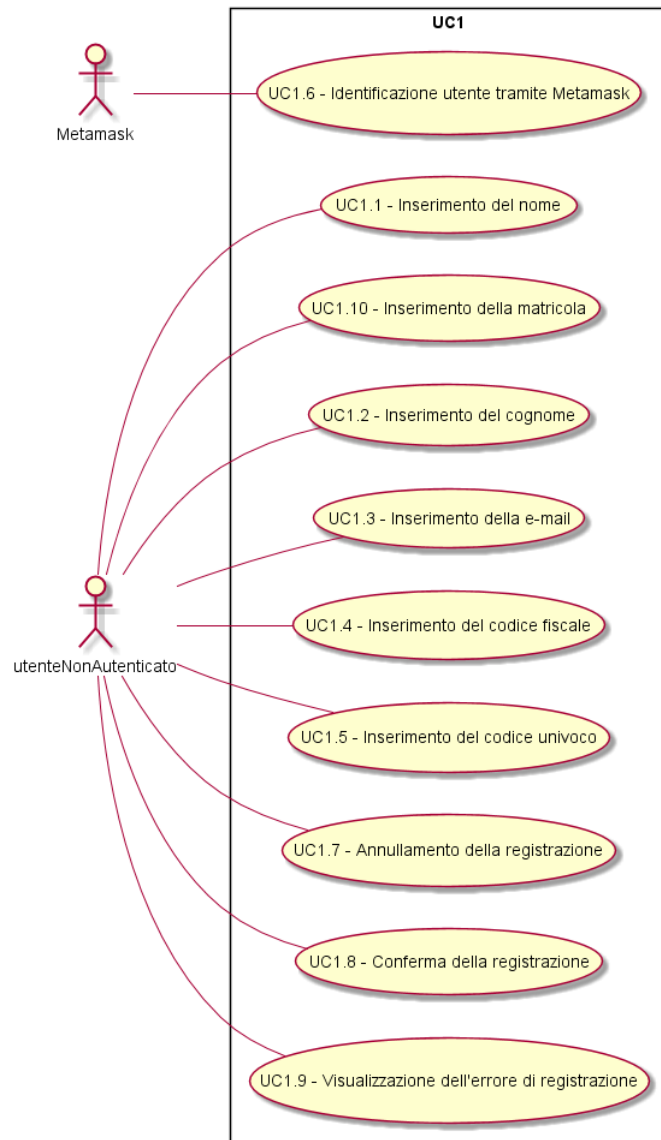 UC1
UC1.6 - Identificazione utente tramite Metamask
Metamask
UC1.1 - Inserimento del nome
UC1.10 - Inserimento della matricola
UC1.2 - Inserimento del cognome
UC1.3 - Inserimento della e-mail
UC1.4 - Inserimento del codice fiscale
utenteNonAutenticato
UC1.5 - Inserimento del codice univoco
UC1.7 - Annullamento della registrazione
UC1.8 - Conferma della registrazione
UC1.9 - Visualizzazione dell'errore di registrazione